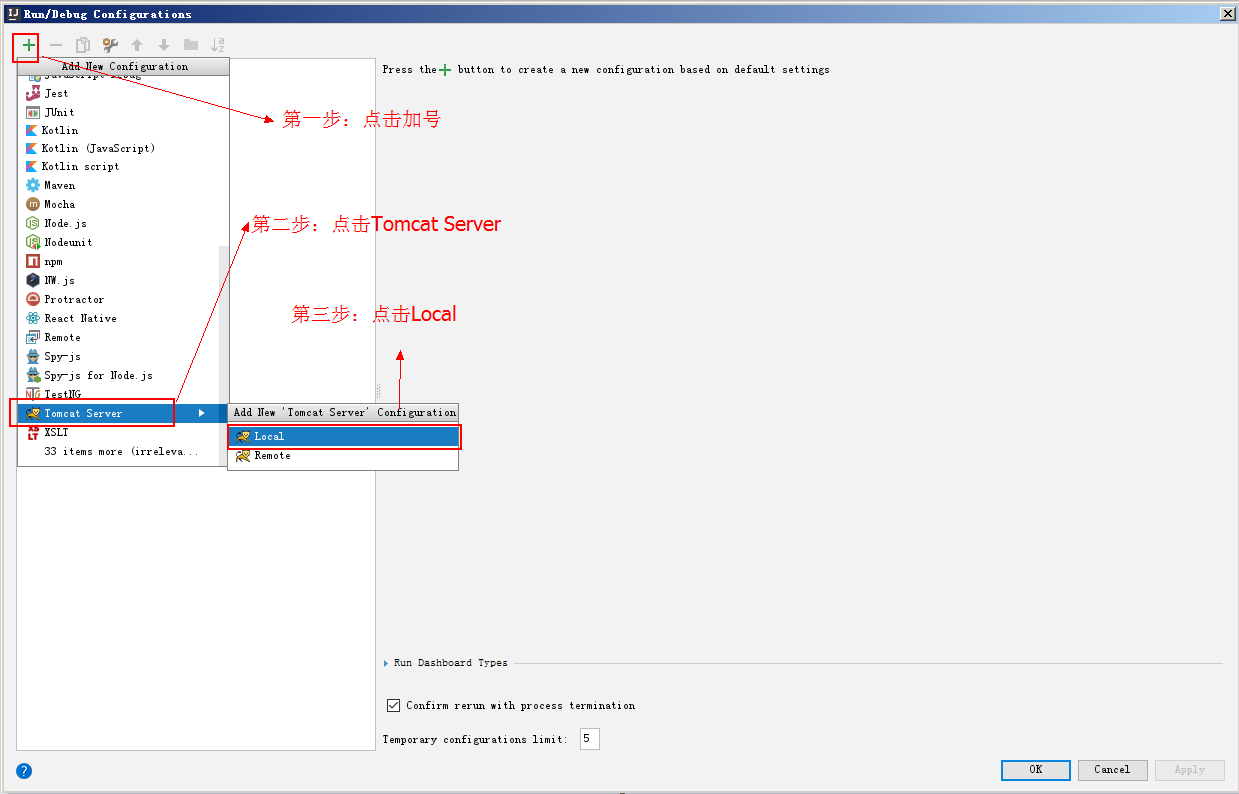 Run/Debug Configurations
Add New Configuration
Press the + button to create a new configuration based on default settings
JavaScript Debug
Jest
第一步：点击加号
JUnit
Kotlin
Kotlin (JavaScript)
Kotlin script
Maven
Mocha
Node.js
第二步：点击Tomcat Server
Nodeunit
npm
NW.js
Protractor
React Native
第三步：点击Local
Remote
Spy-js
Spy-js for Node.js
TestNG
Tomcat Server
Add New 'Tomcat Server' Configuration
XSLT
Local
33 items more (irreleva...
Remote
Run Dashboard Types
Confirm rerun with process termination
Temporary configurations limit: 5
OK Cancel Apply